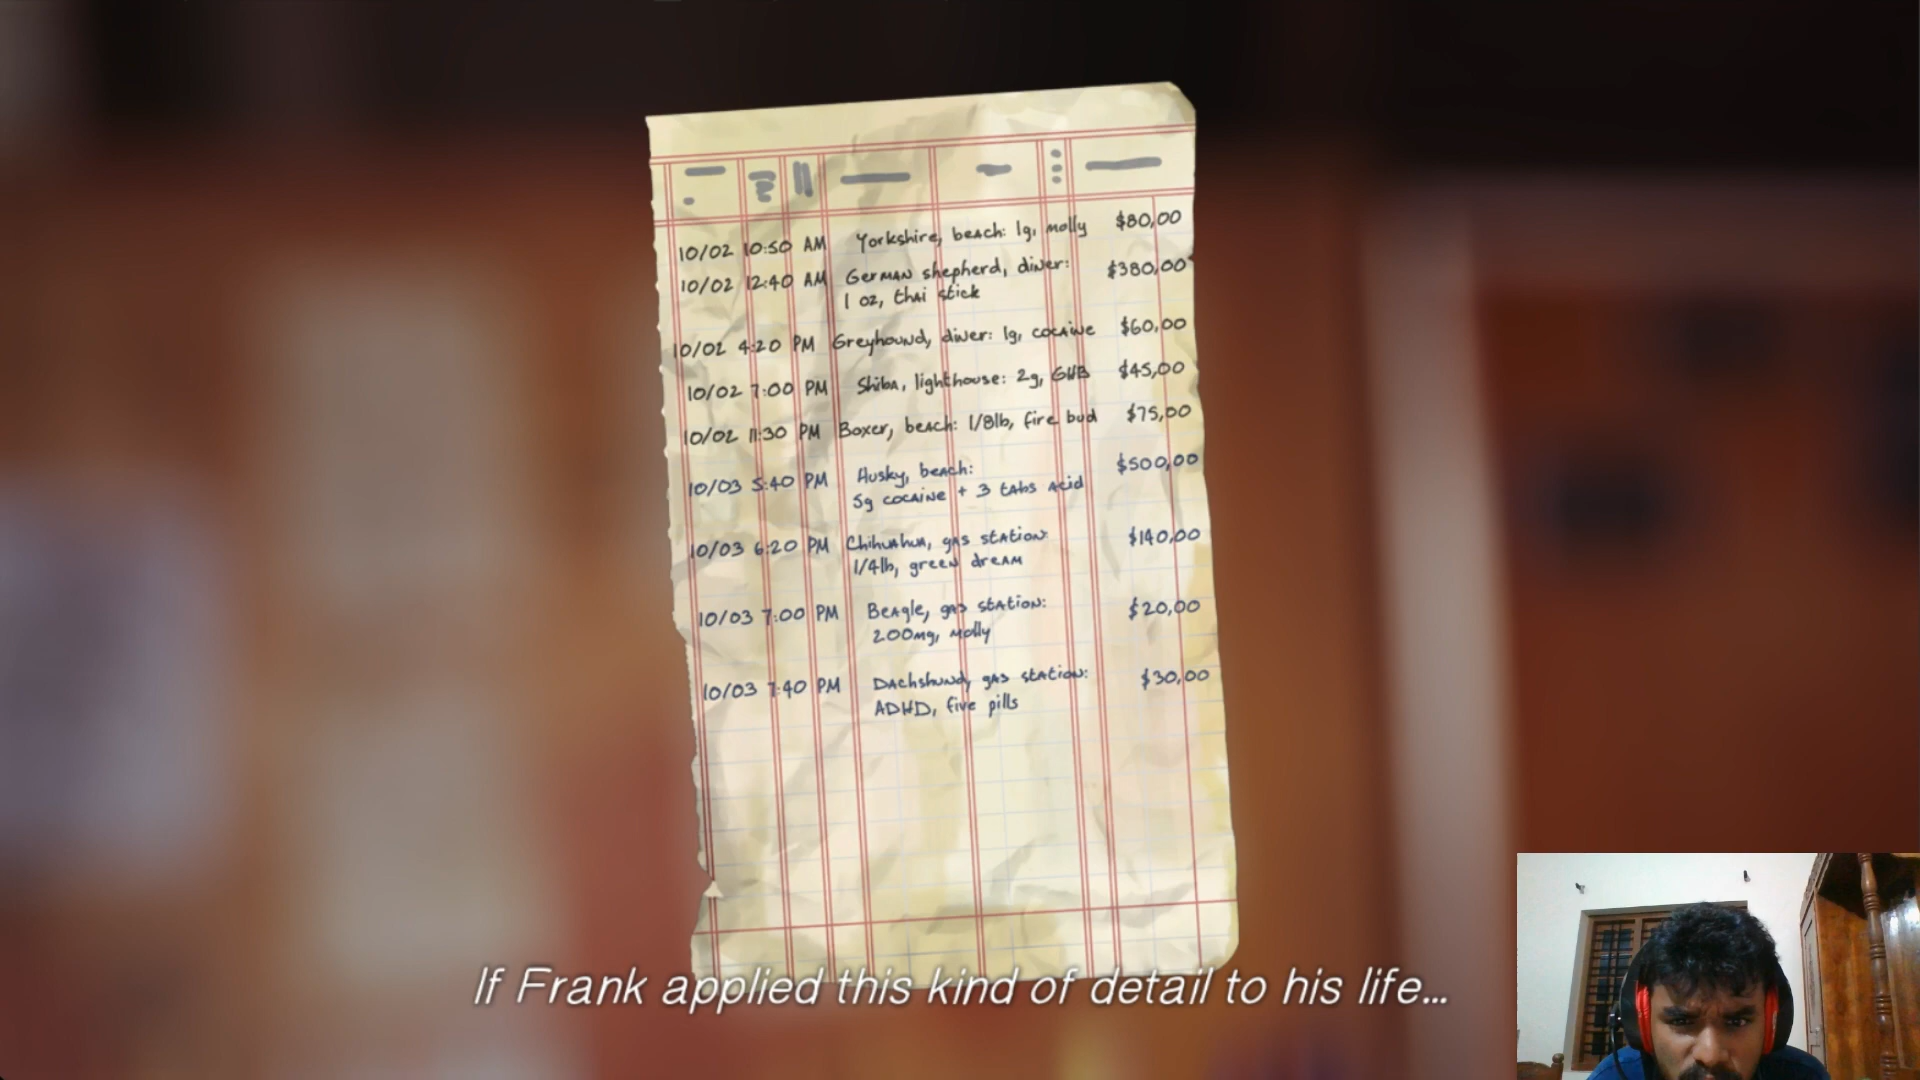 10/02 10:50 AM Yorkshire, beach: 1g, molly $80,00
10/02 12:40 AM German shepherd, diner: $380,00
1 oz, thai stick
10/02 4:20 PM Greyhound, diner: 1g, cocaine $60,00
10/02 7:00 PM Shiba, lighthouse: 2g, GHB $45,00
10/02 11:30 PM Boxer, beach: 1/8lb, fire bud $75,00
10/03 5:40 PM Husky, beach: $500,00
5g cocaine + 3 tabs acid
10/03 6:20 PM Chihuahua, gas station: $140,00
1/4lb, green dream
10/03 7:00 PM Beagle, gas station: $20,00
200mg, molly
10/03 7:40 PM Dachshund, gas station: $30,00
ADHD, five pills
If Frank applied this kind of detail to his life...